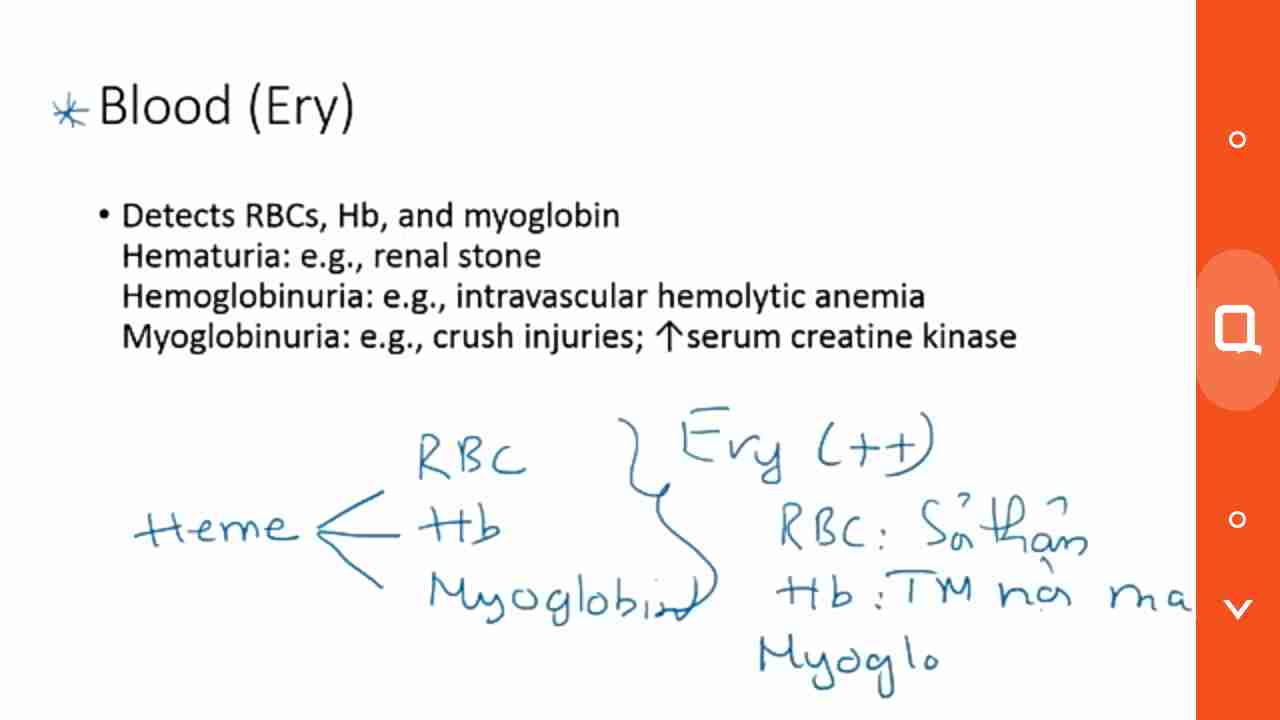 Blood (Ery)
• Detects RBCs, Hb, and myoglobin
Hematuria: e.g., renal stone
Hemoglobinuria: e.g., intravascular hemolytic anemia
Myoglobinuria: e.g., crush injuries; ↑serum creatine kinase
RBC
Heme
Hb
Myoglobin
Ery (++)
RBC: Sỏi thận
Hb: TM nội mạ
Myoglo